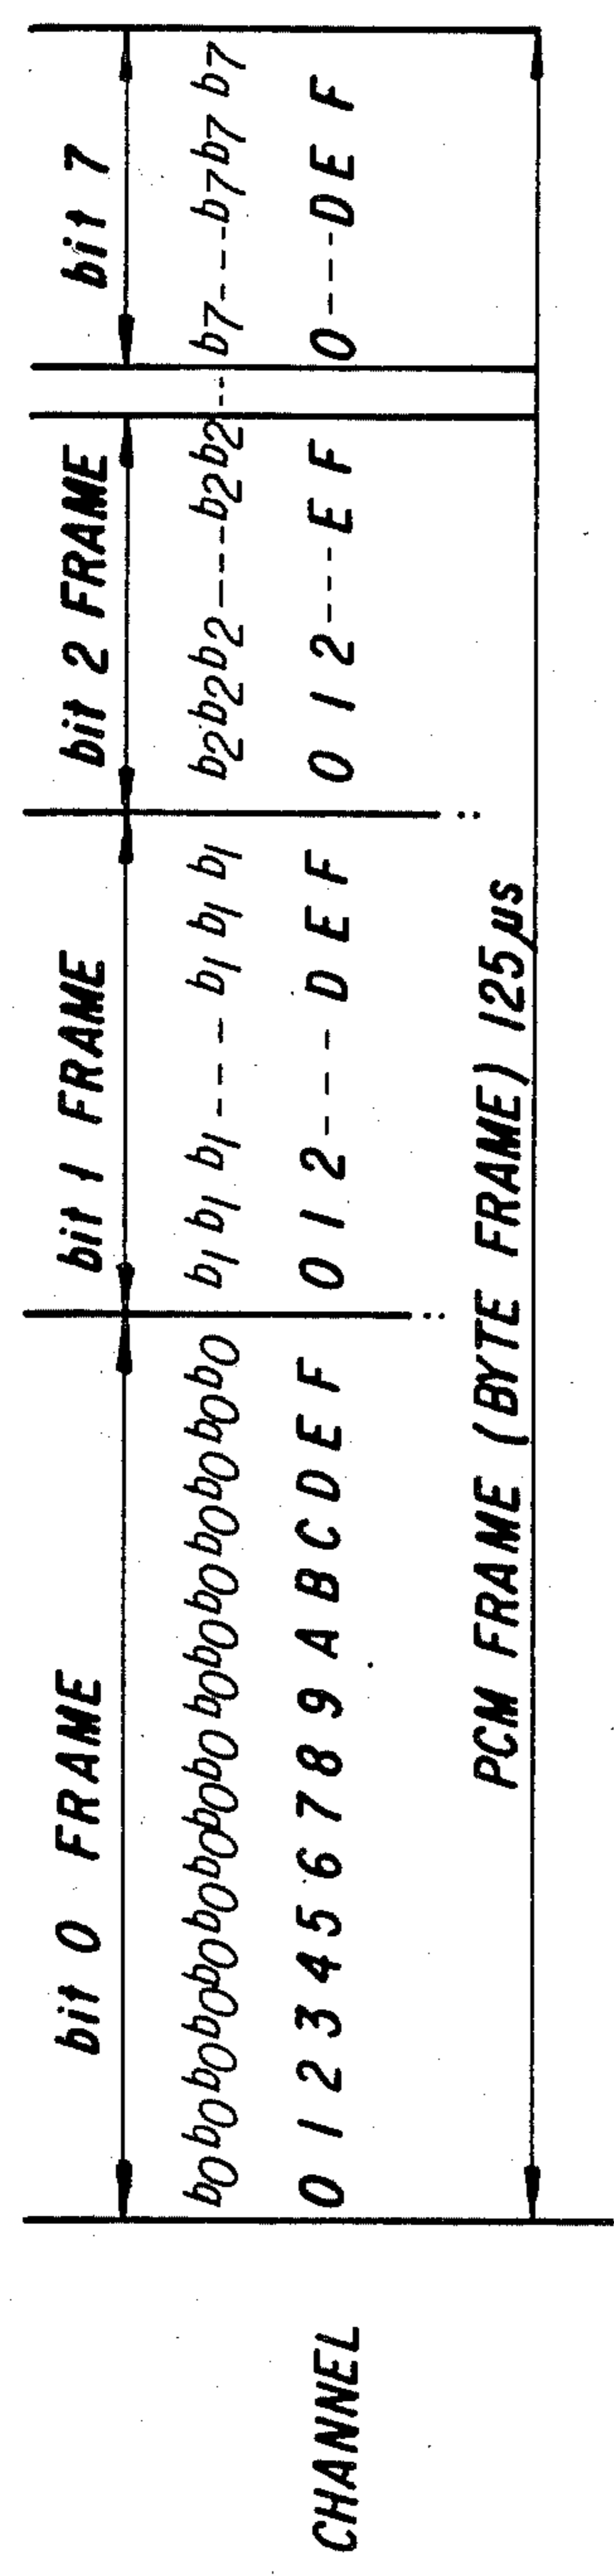 bit 0 FRAME bit 1 FRAME bit 2 FRAME bit 7
b0b0b0b0b0b0b0b0b0b0b0b0b0b0b0b0 b1 b1 b1 --- b1 b1 b1 b2b2b2---b2b2--- b7---b7b7b7
CHANNEL 0 1 2 3 4 5 6 7 8 9 A B C D E F 0 1 2 --- D E F 0 1 2 --- E F 0 --- D E F
PCM FRAME (BYTE FRAME) 125µs